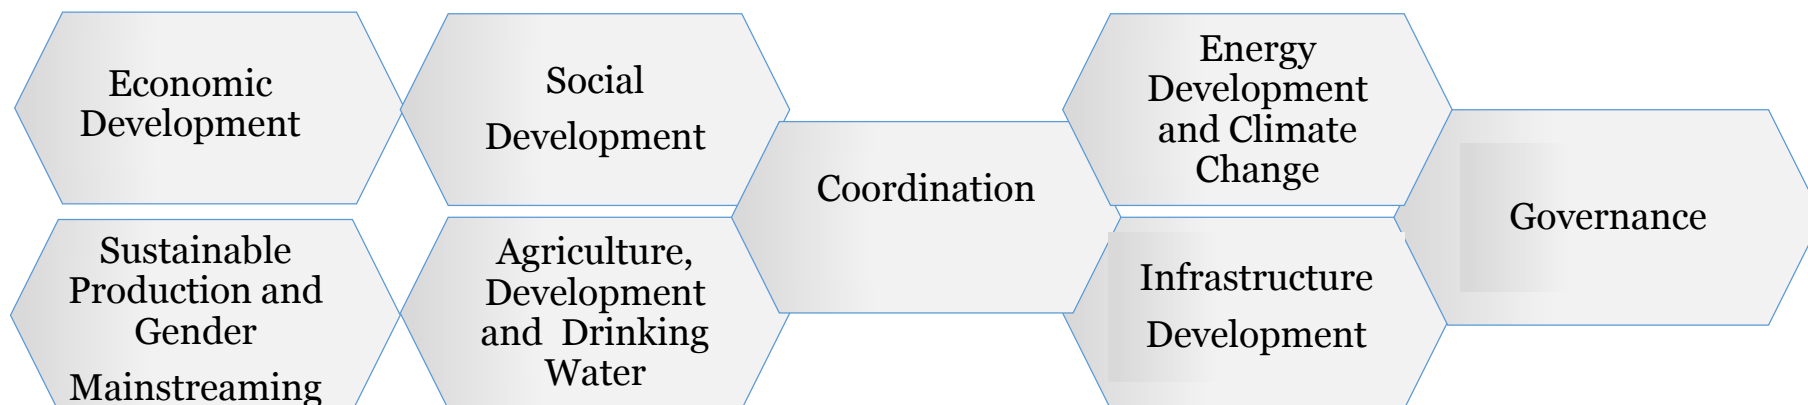 Economic
Development
Social
Development
Coordination
Energy
Development
and Climate
Change
Governance
Sustainable
Production and
Gender
Mainstreaming
Agriculture,
Development
and  Drinking
Water
Infrastructure
Development